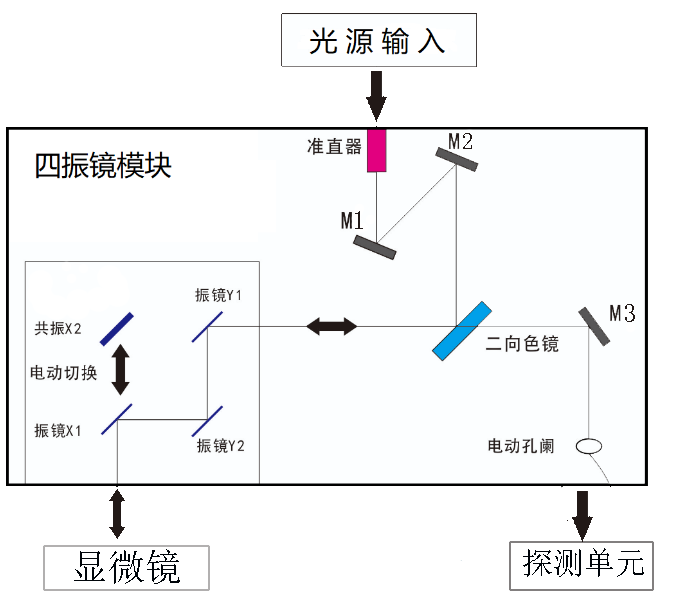 光源输入
四振镜模块
准直器
M2
M1
振镜Y1
共振X2
M3
二向色镜
电动切换
振镜X1
振镜Y2
电动孔阑
显微镜
探测单元